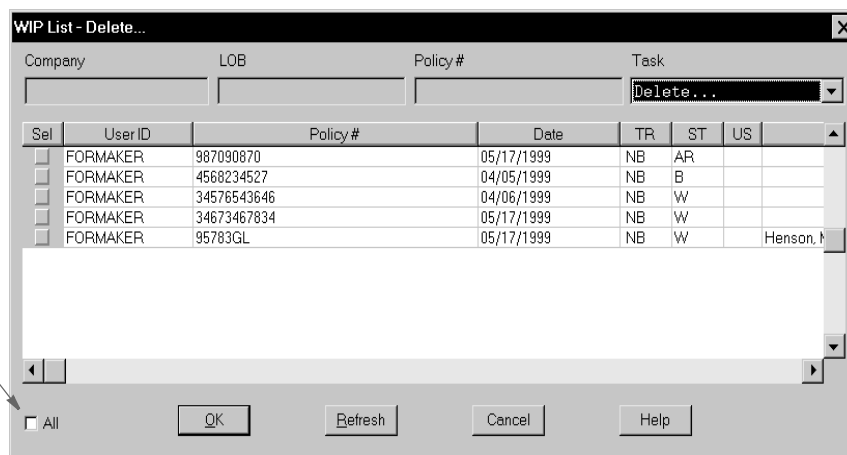 WIP List - Delete...
Company LOB Policy # Task
Delete...
Sel User ID Policy # Date TR ST US
FORMAKER 987090870 05/17/1999 NB AR
FORMAKER 4568234527 04/05/1999 NB B
FORMAKER 34576543646 04/06/1999 NB W
FORMAKER 34673467834 05/17/1999 NB W
FORMAKER 95783GL 05/17/1999 NB W Henson,
All OK Refresh Cancel Help